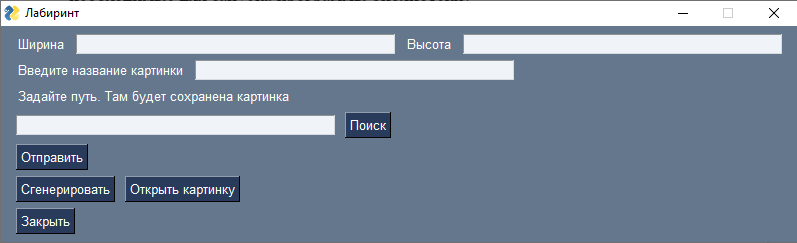 Лабиринт
Ширина Высота
Введите название картинки
Задайте путь. Там будет сохранена картинка
Поиск
Отправить
Сгенерировать Открыть картинку
Закрыть